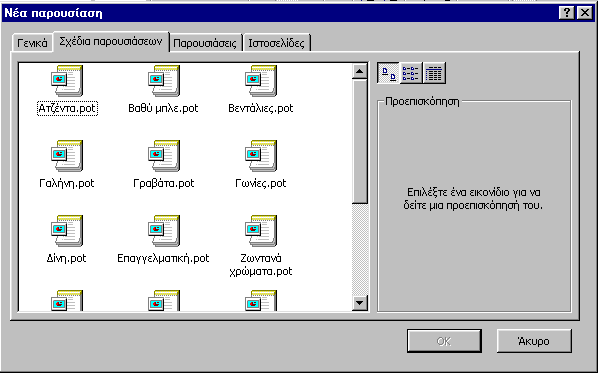 Νέα παρουσίαση
Γενικά Σχέδια παρουσιάσεων Παρουσιάσεις Ιστοσελίδες
Ατζέντα.pot Βαθύ μπλε.pot Βεντάλιες.pot
Προεπισκόπηση
Γαλήνη.pot Γραβάτα.pot Γωνίες.pot
Επιλέξτε ένα εικονίδιο για να
δείτε μια προεπισκόπησή του.
Δίνη.pot Επαγγελματική.pot Ζωντανά
χρώματα.pot
OK Άκυρο